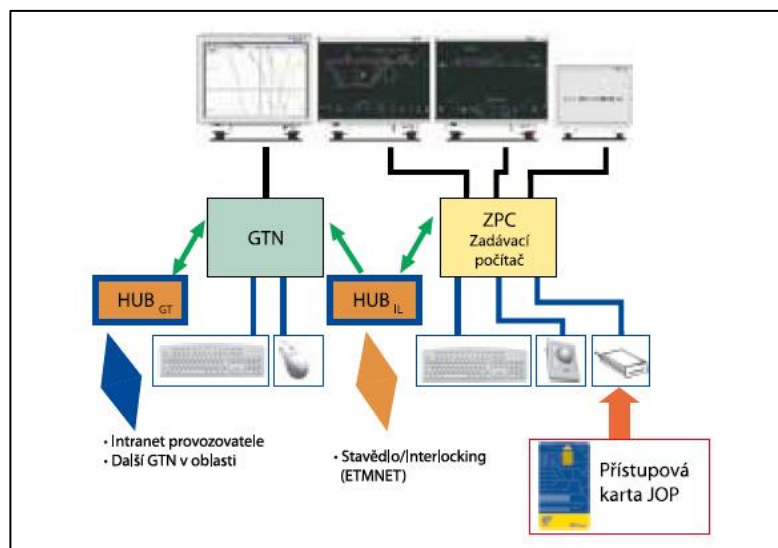 GTN
ZPC
Zadávací
počítač
HUB GT
HUB IL
• Intranet provozovatele
• Další GTN v oblasti
• Stavědlo/Interlocking
(ETMNET)
Přístupová
karta JOP